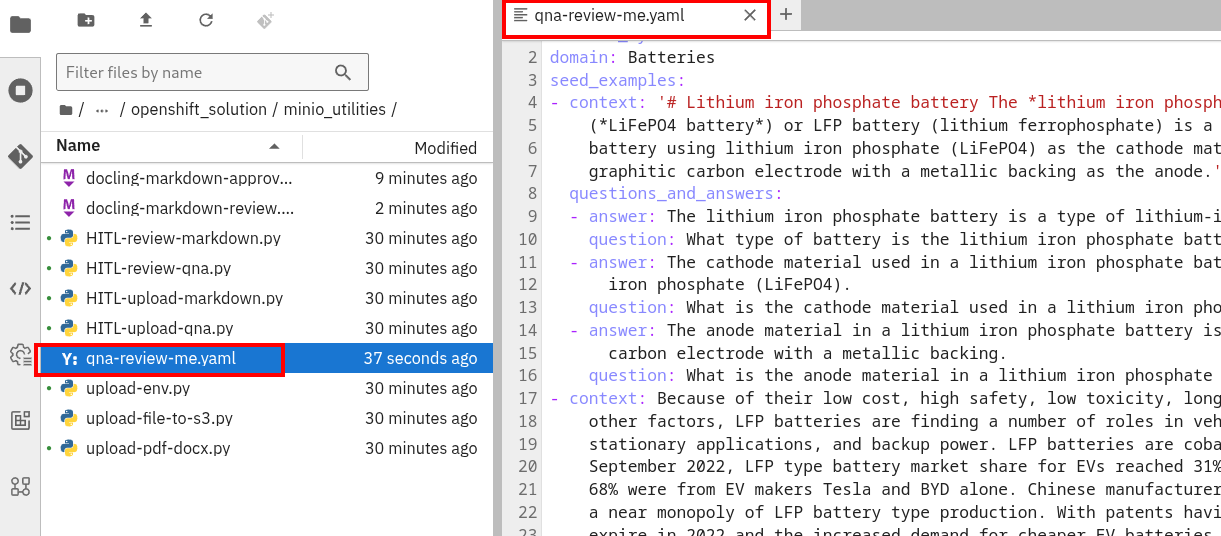 Filter files by name
/ ... / openshift_solution / minio_utilities /
Name Modified
docling-markdown-approv... 9 minutes ago
docling-markdown-review.... 2 minutes ago
HITL-review-markdown.py 30 minutes ago
HITL-review-qna.py 30 minutes ago
HITL-upload-markdown.py 30 minutes ago
HITL-upload-qna.py 30 minutes ago
Y: qna-review-me.yaml 37 seconds ago
upload-env.py 30 minutes ago
upload-file-to-s3.py 30 minutes ago
upload-pdf-docx.py 30 minutes ago
qna-review-me.yaml
2 domain: Batteries
3 seed_examples:
4 - context: '# Lithium iron phosphate battery The *lithium iron phosph
5 (*LiFePO4 battery*) or LFP battery (lithium ferrophosphate) is a
6 battery using lithium iron phosphate (LiFePO4) as the cathode mat
7 graphitic carbon electrode with a metallic backing as the anode.'
8 questions_and_answers:
9 - answer: The lithium iron phosphate battery is a type of lithium-i
10 question: What type of battery is the lithium iron phosphate batt
11 - answer: The cathode material used in a lithium iron phosphate bat
12 iron phosphate (LiFePO4).
13 question: What is the cathode material used in a lithium iron pho
14 - answer: The anode material in a lithium iron phosphate battery is
15 carbon electrode with a metallic backing.
16 question: What is the anode material in a lithium iron phosphate
17 - context: Because of their low cost, high safety, low toxicity, long
18 other factors, LFP batteries are finding a number of roles in veh
19 stationary applications, and backup power. LFP batteries are coba
20 September 2022, LFP type battery market share for EVs reached 31%
21 68% were from EV makers Tesla and BYD alone. Chinese manufacturer
22 a near monopoly of LFP battery type production. With patents havi
23 expire in 2022 and the increased demand for cheaper EV batteries